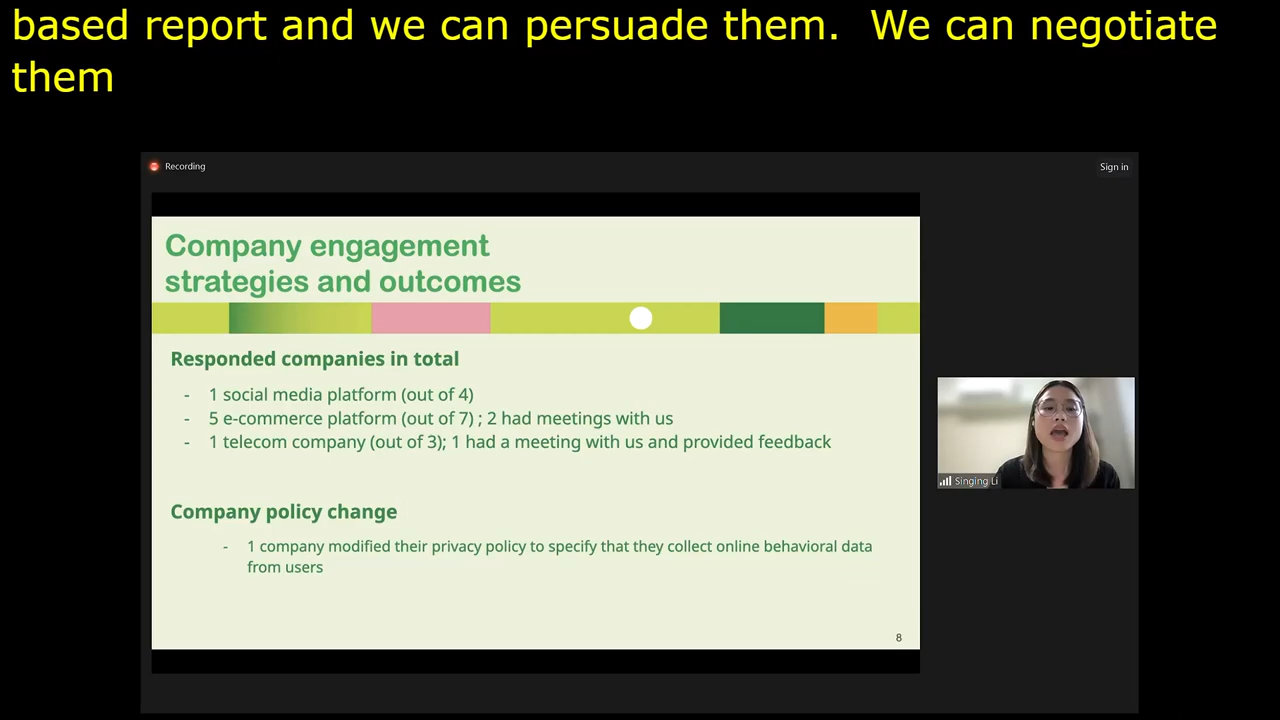 based report and we can persuade them.  We can negotiate
them
Recording
Sign in
Company engagement
strategies and outcomes
Responded companies in total
- 1 social media platform (out of 4)
- 5 e-commerce platform (out of 7) ; 2 had meetings with us
- 1 telecom company (out of 3); 1 had a meeting with us and provided feedback
Singing Li
Company policy change
- 1 company modified their privacy policy to specify that they collect online behavioral data
from users
8